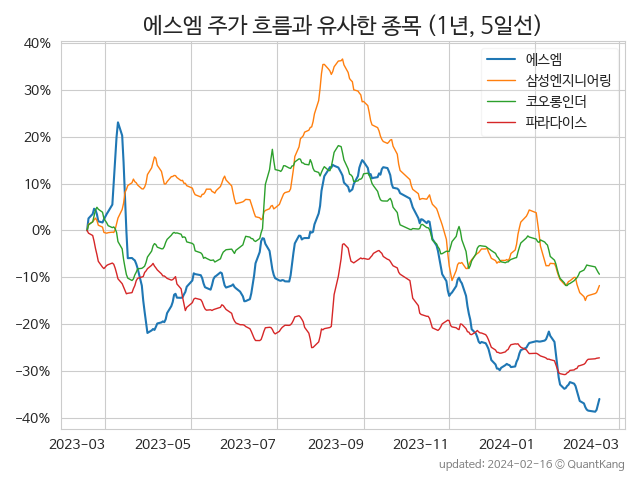 에스엠 주가 흐름과 유사한 종목 (1년, 5일선)
에스엠
삼성엔지니어링
코오롱인더
파라다이스
40%
30%
20%
10%
0%
−10%
−20%
−30%
−40%
2023-03 2023-05 2023-07 2023-09 2023-11 2024-01 2024-03
updated: 2024-02-16 © QuantKang